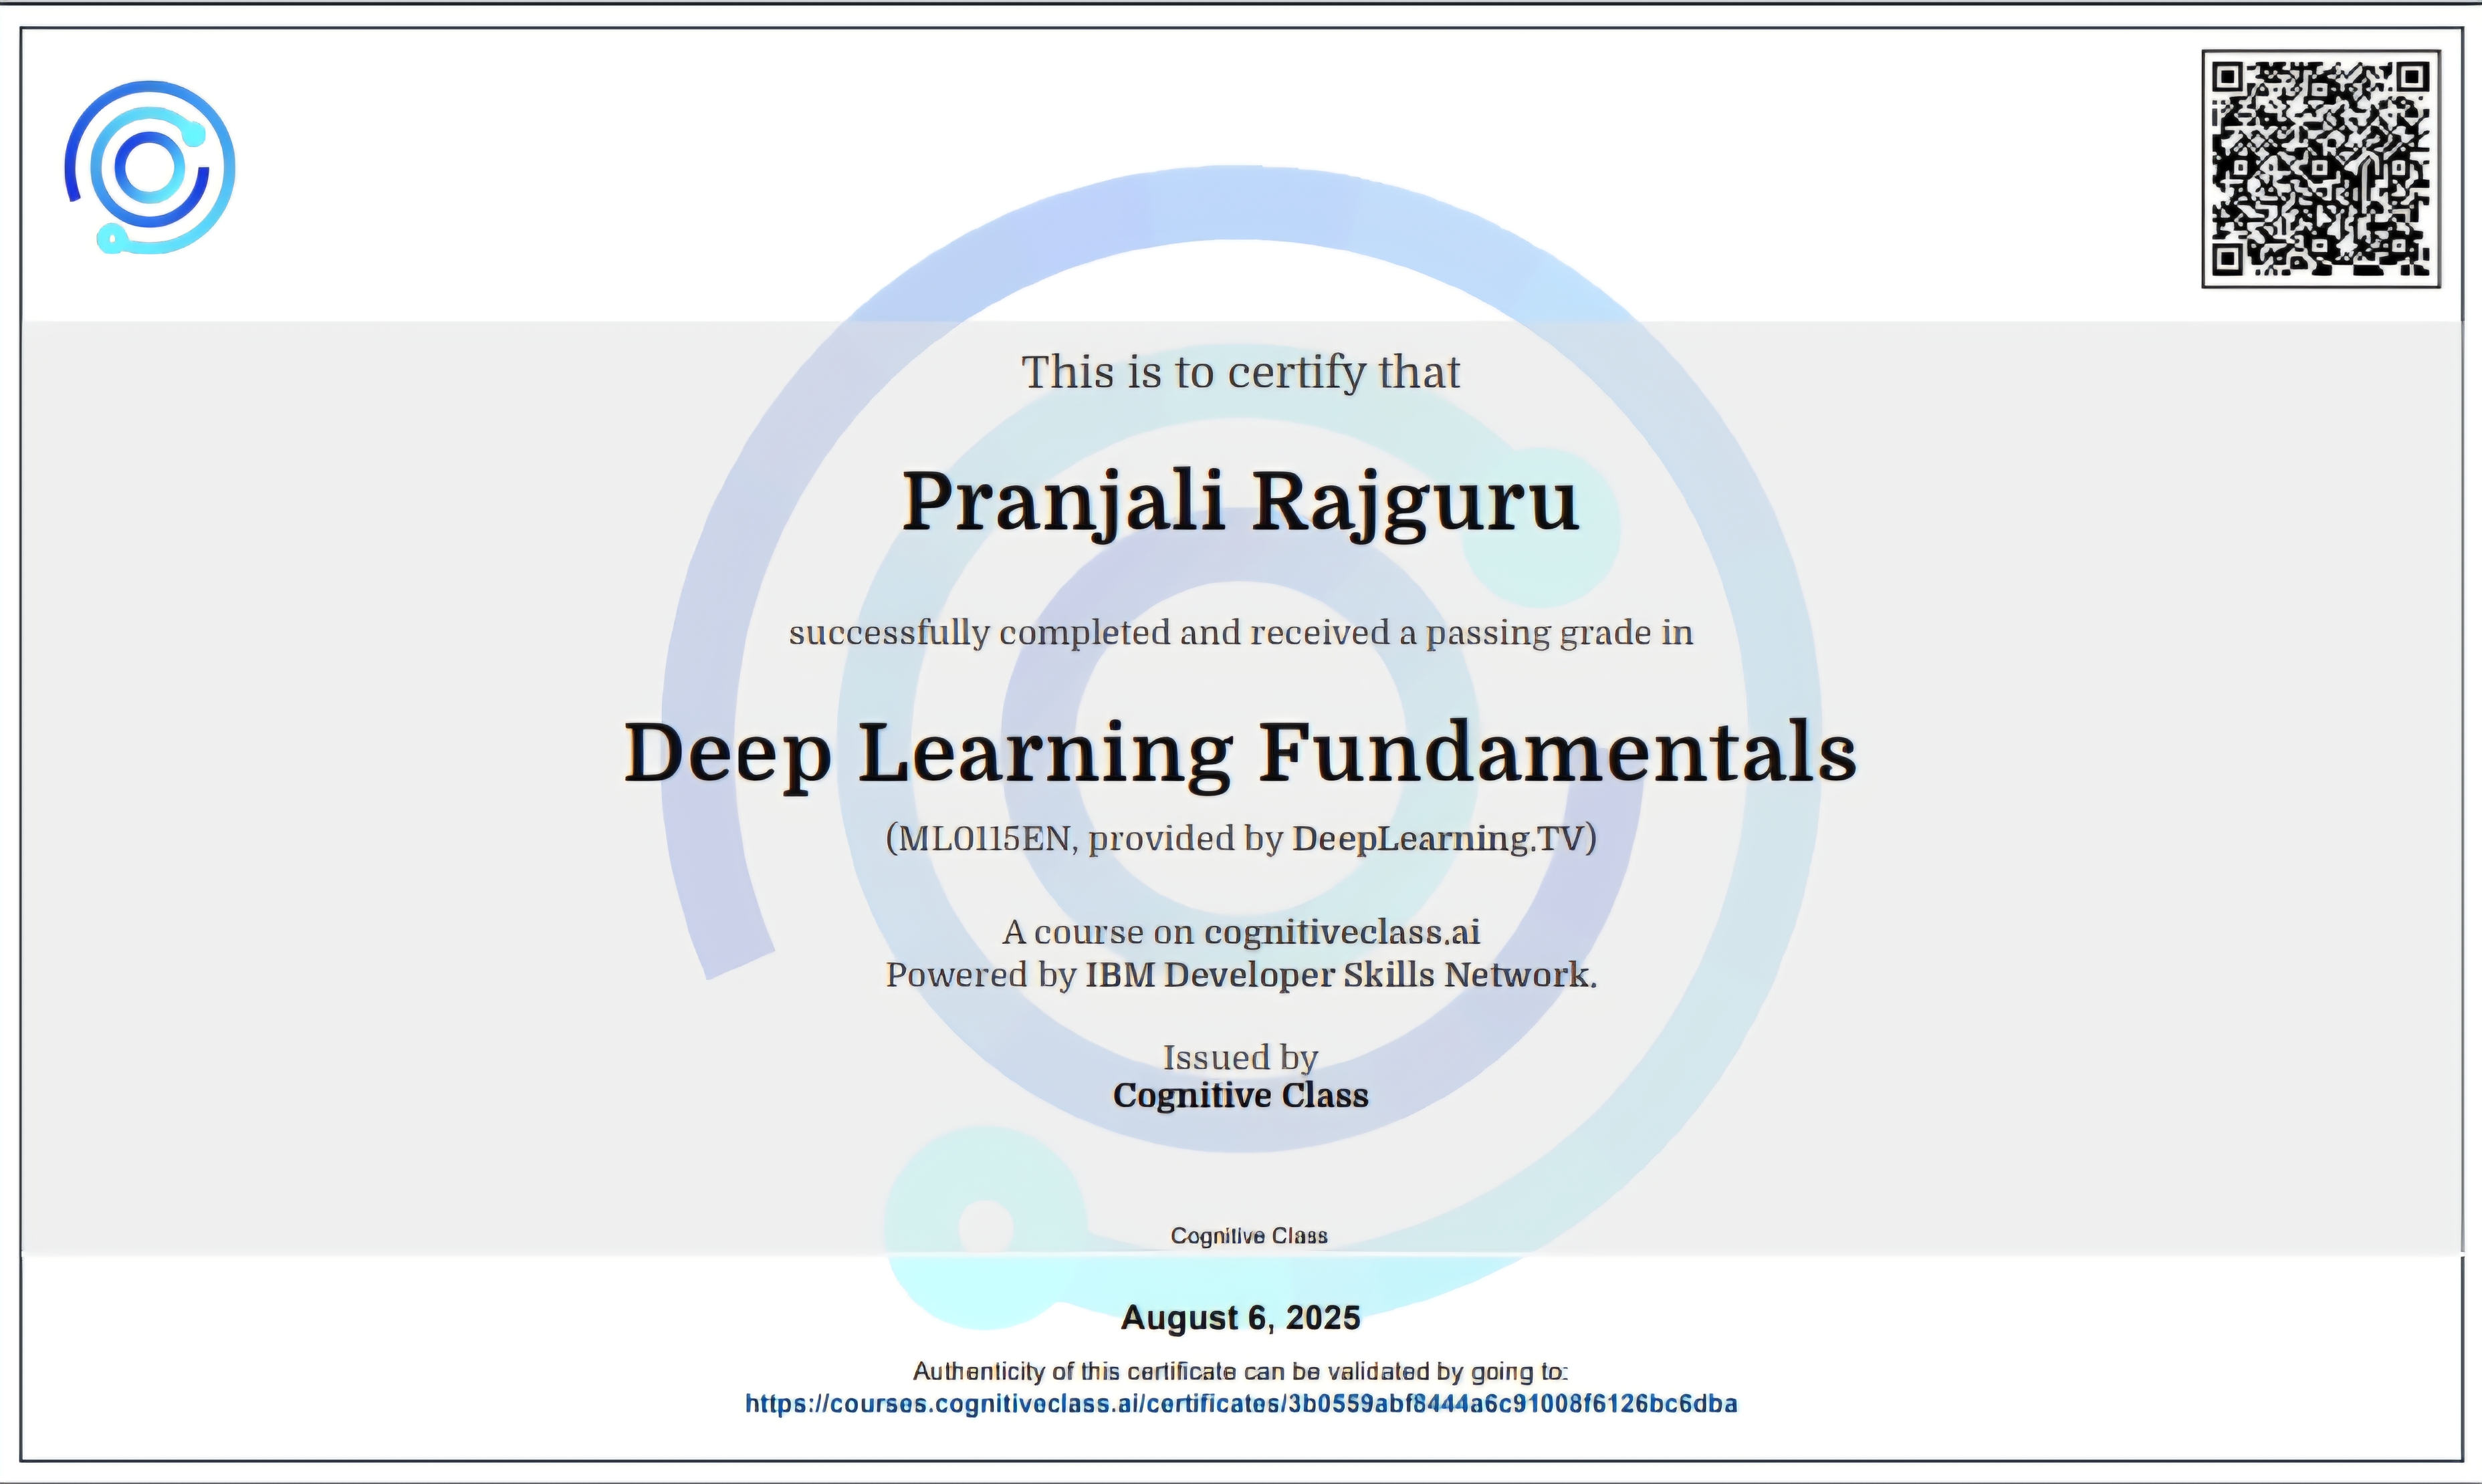 This is to certify that
Pranjali Rajguru
successfully completed and received a passing grade in
Deep Learning Fundamentals
(ML0115EN, provided by DeepLearning.TV)
A course on cognitiveclass.ai
Powered by IBM Developer Skills Network.
Issued by
Cognitive Class
Cognitive Class
August 6, 2025
Authenticity of this certificate can be validated by going to:
https://courses.cognitiveclass.ai/certificates/3b0559abf8444a6c91008f6126bc6dba